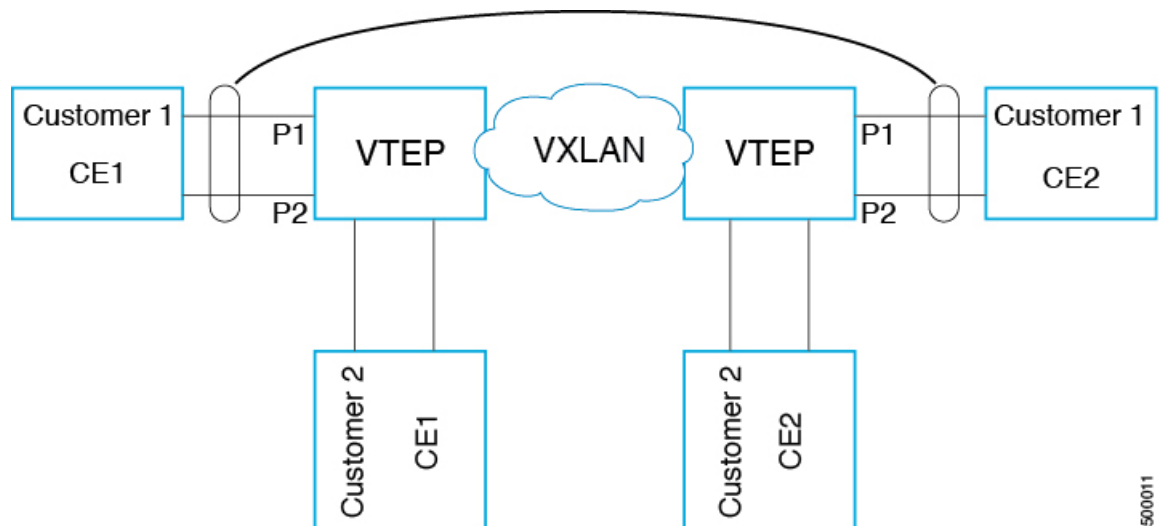 Customer 1
CE1
P1
P2
VTEP
VXLAN
VTEP
P1
P2
Customer 1
CE2
Customer 2
CE1
Customer 2
CE2
500011